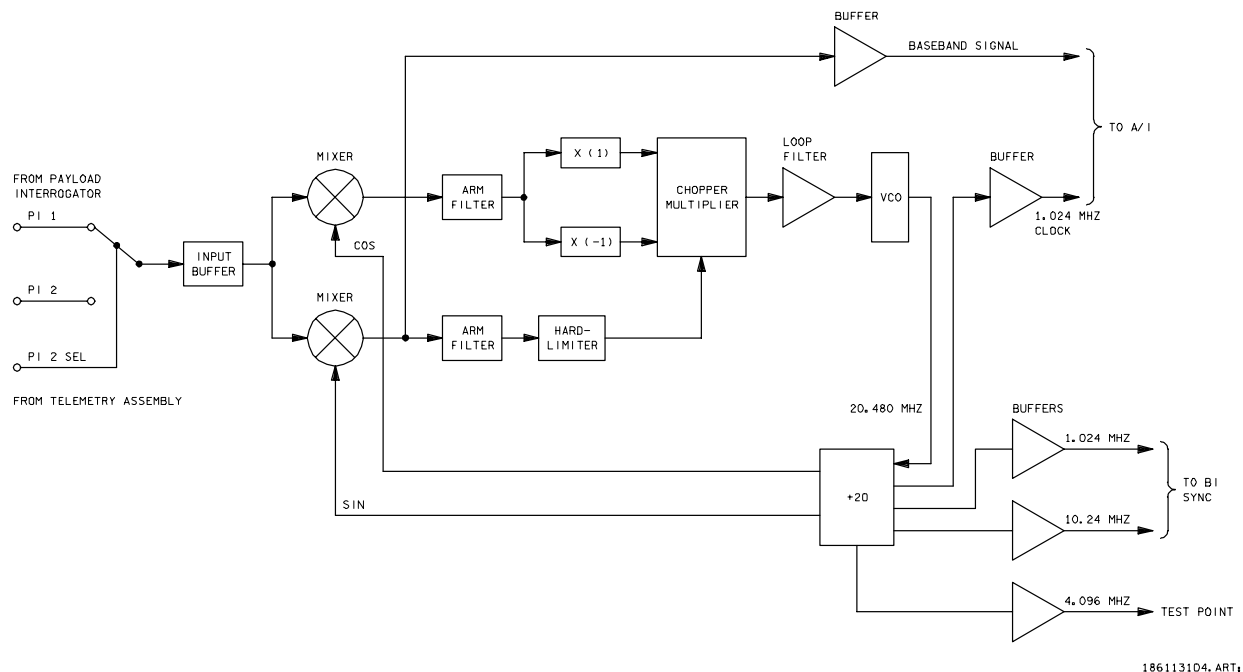 BUFFER
BASEBAND SIGNAL
TO A/I
MIXER
X (1)
LOOP
FILTER
BUFFER
FROM PAYLOAD
INTERROGATOR
ARM
FILTER
CHOPPER
MULTIPLIER
VCO
PI 1
1.024 MHZ
CLOCK
COS
X (-1)
INPUT
BUFFER
PI 2
MIXER
ARM
FILTER
HARD-
LIMITER
PI 2 SEL
FROM TELEMETRY ASSEMBLY
20.480 MHZ
BUFFERS
1.024 MHZ
TO BI
SYNC
SIN
+20
10.24 MHZ
4.096 MHZ
TEST POINT
1861131D4.ART;